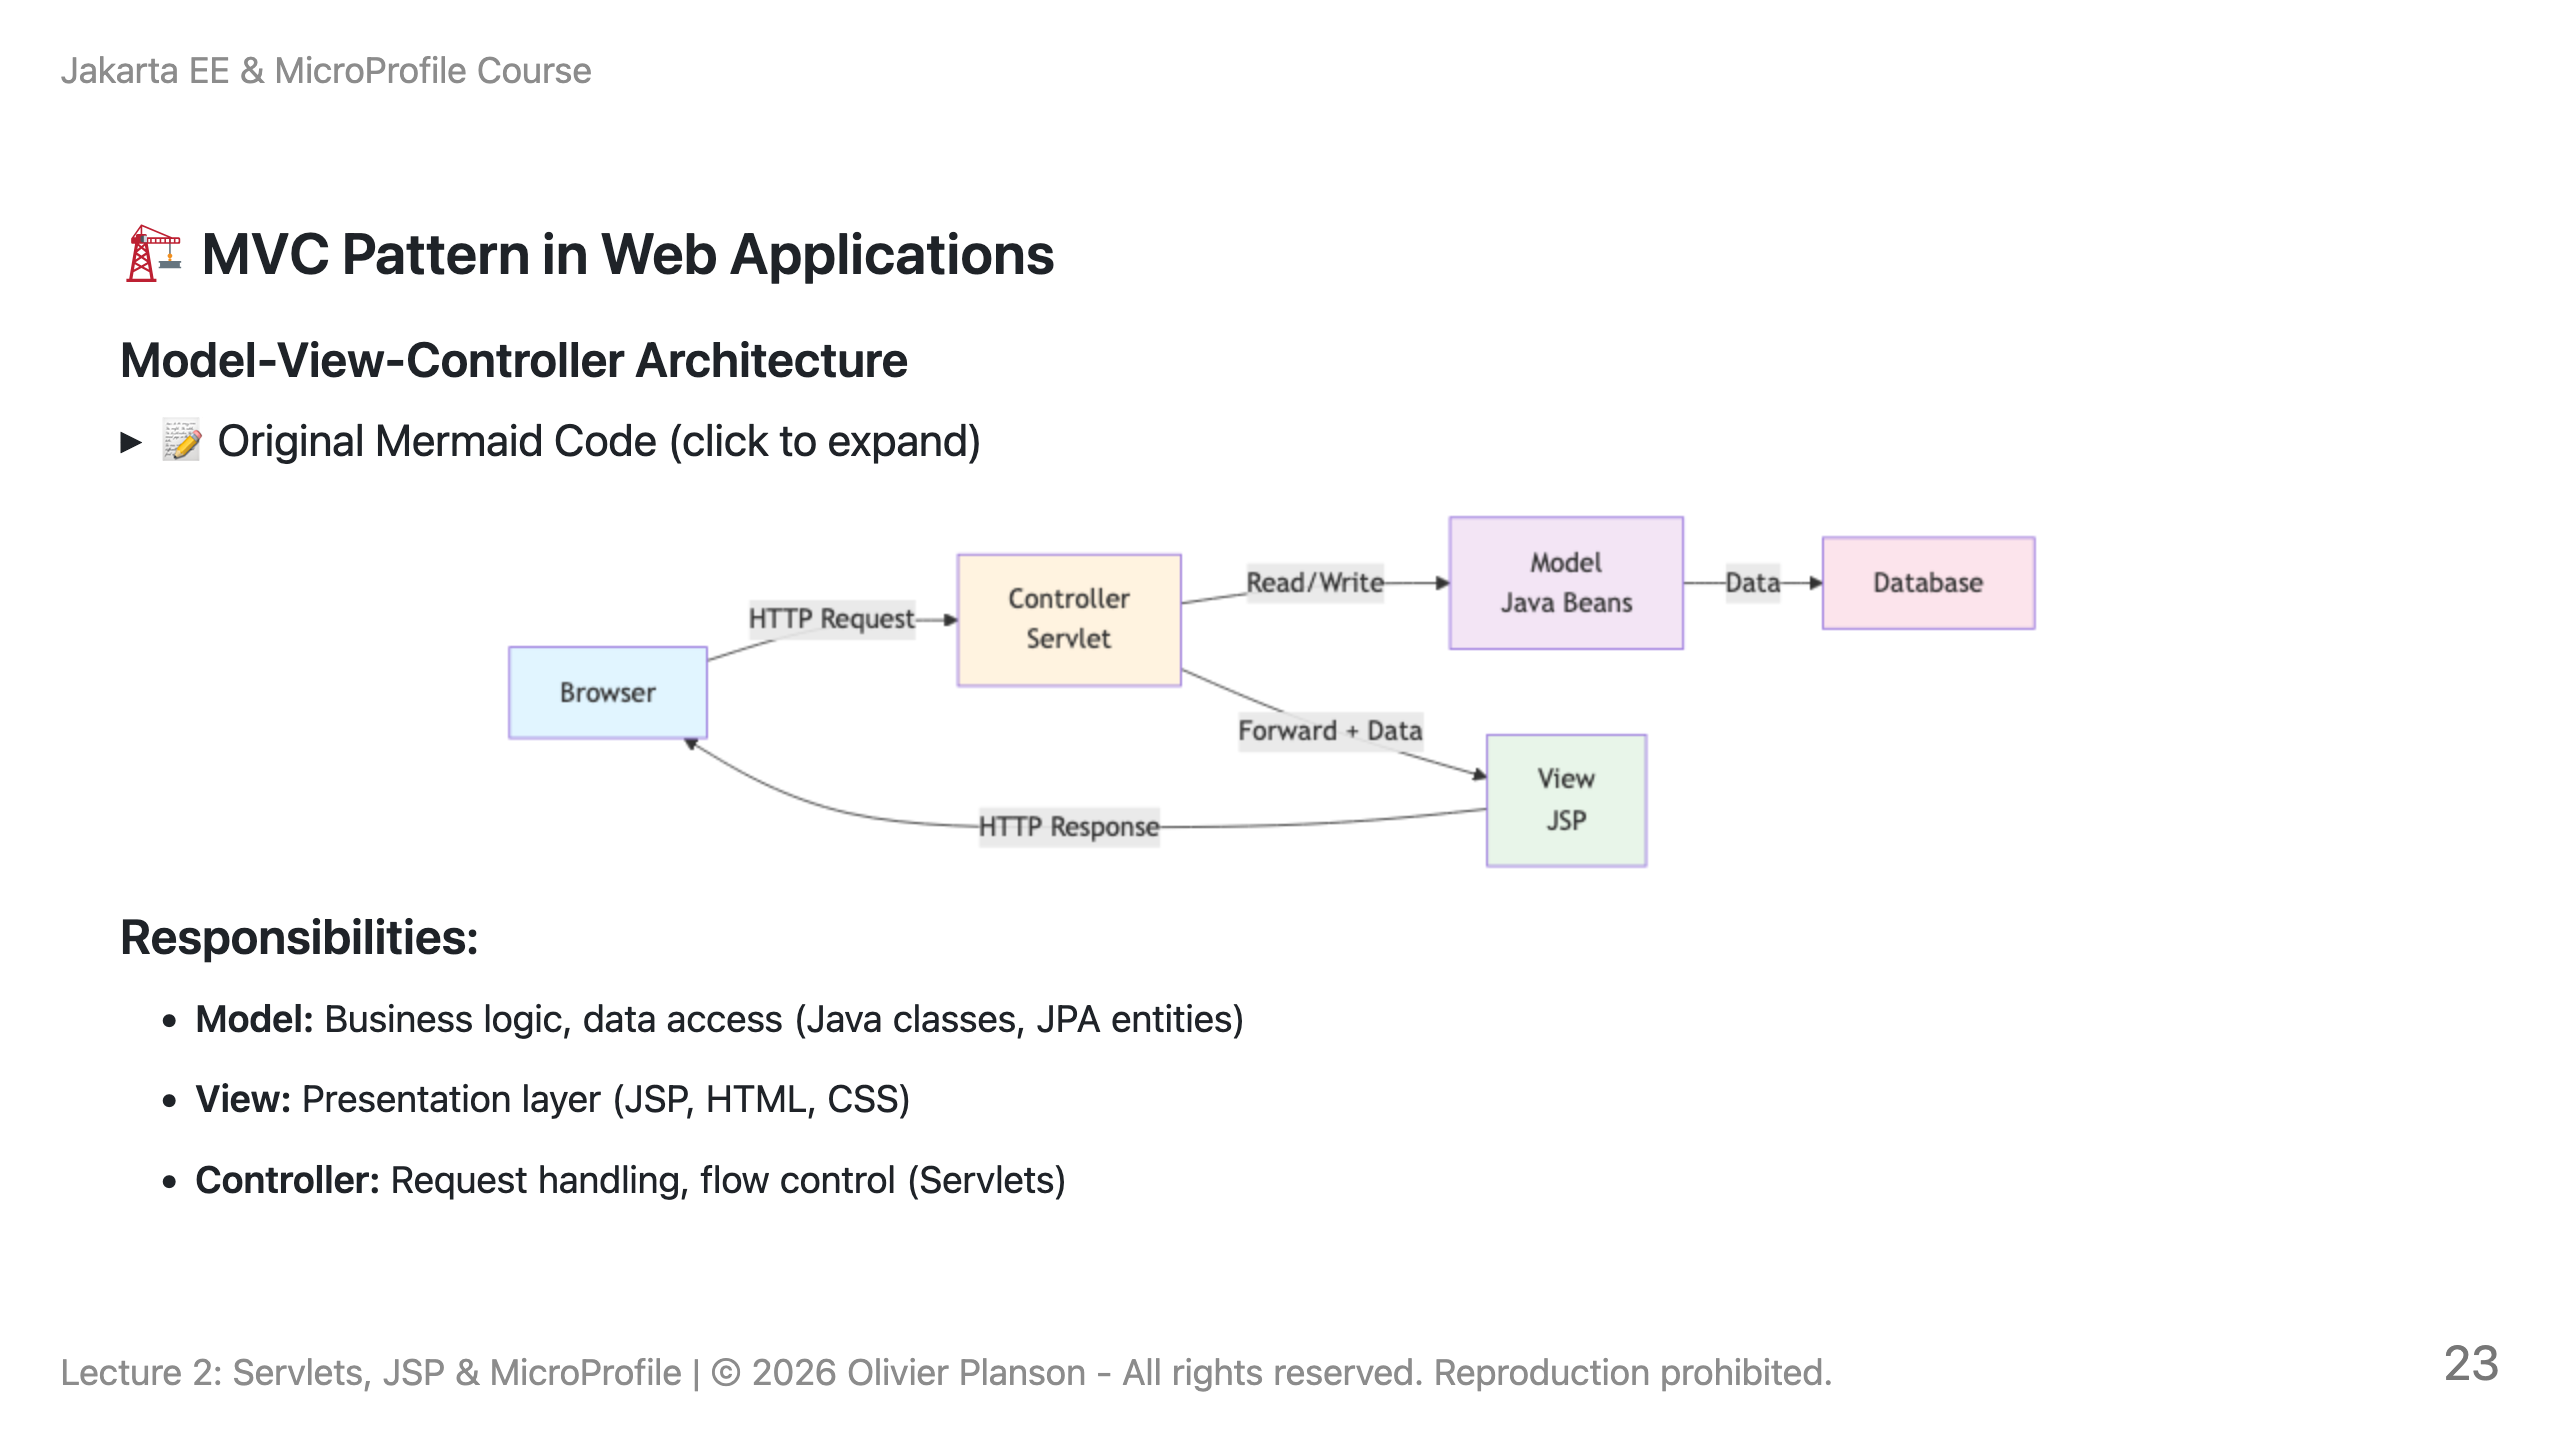 Jakarta EE & MicroProfile Course
🏗️ MVC Pattern in Web Applications
Model-View-Controller Architecture
▶ 📝 Original Mermaid Code (click to expand)
Browser
HTTP Request
Controller
Servlet
Read/Write
Model
Java Beans
Data
Database
Forward + Data
View
JSP
HTTP Response
Responsibilities:
• Model: Business logic, data access (Java classes, JPA entities)
• View: Presentation layer (JSP, HTML, CSS)
• Controller: Request handling, flow control (Servlets)
Lecture 2: Servlets, JSP & MicroProfile | © 2026 Olivier Planson - All rights reserved. Reproduction prohibited.
23